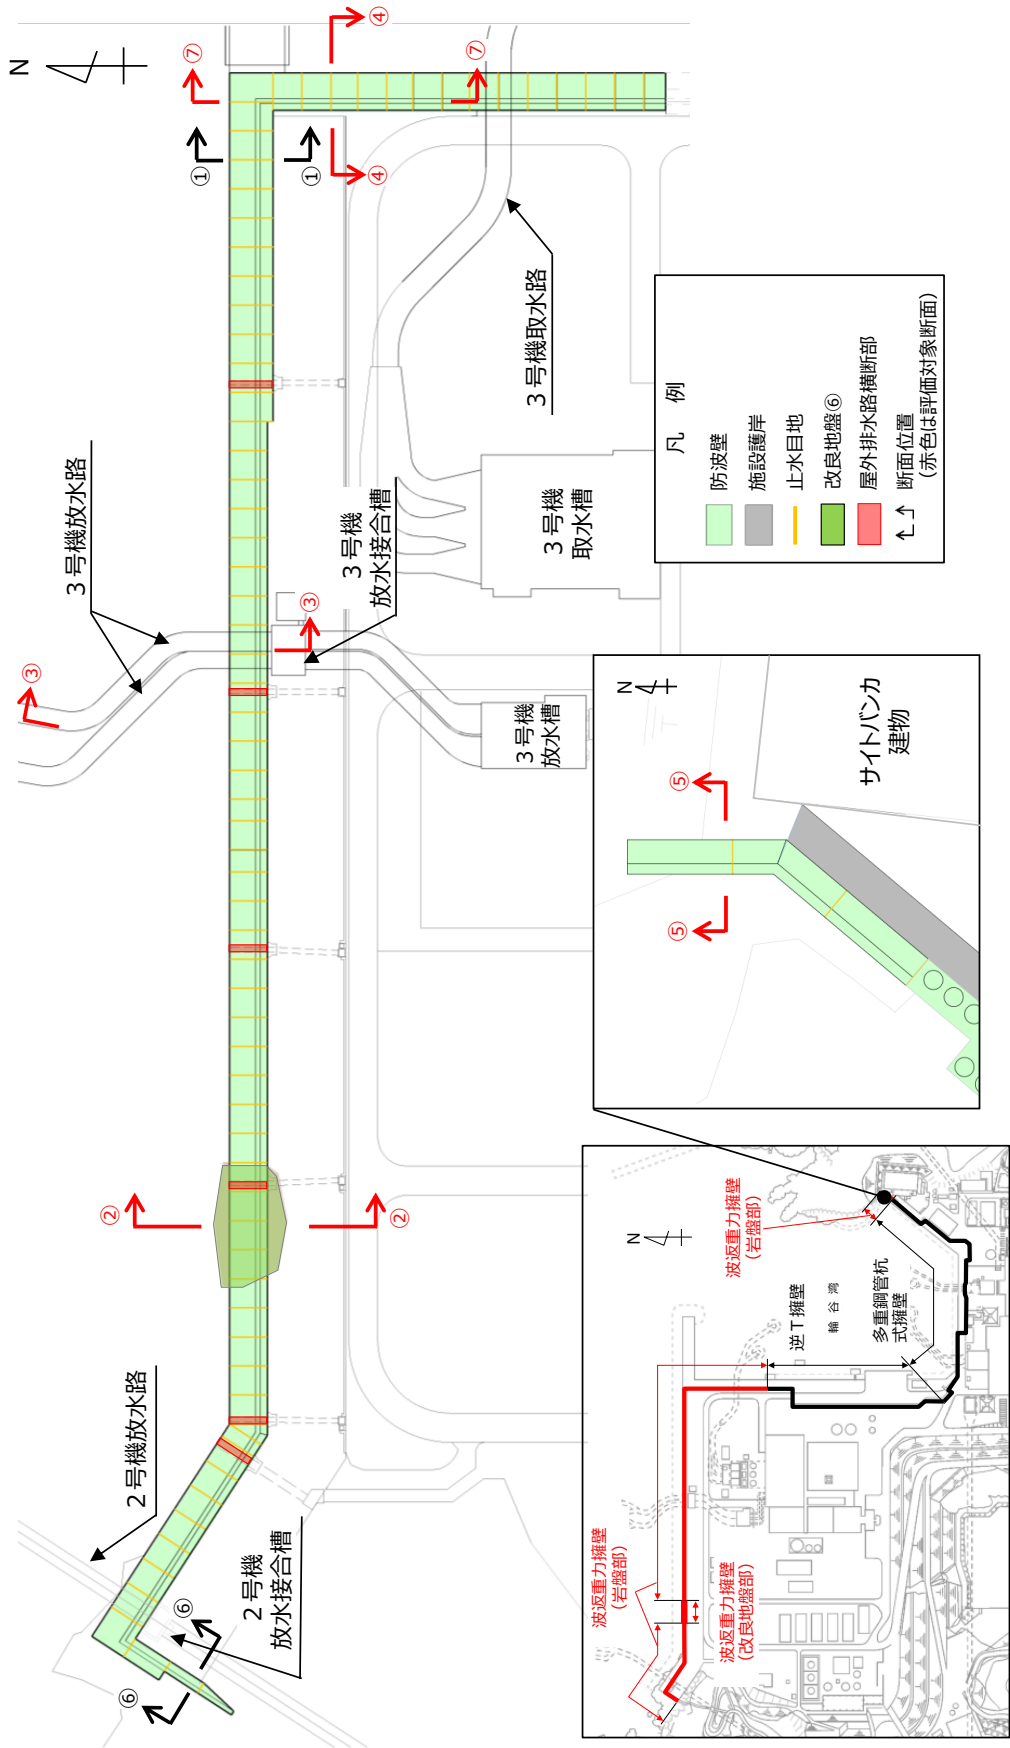 N
④
⑦
⑦
①
①
④
3号機取水路
3号機放水路
3号機
放水接合槽
③
③
3号機
取水槽
3号機
放水槽
②
②
2号機放水路
2号機
放水接合槽
⑥
⑥
凡　例
防波壁
施設護岸
止水目地
改良地盤⑥
屋外排水路横断部
断面位置
(赤色は評価対象断面)
N
⑤
⑤
サイトバンカ
建物
N
波返重力擁壁
(岩盤部)
逆T擁壁
輪谷湾
多重鋼管杭
式擁壁
波返重力擁壁
(岩盤部)
波返重力擁壁
(改良地盤部)